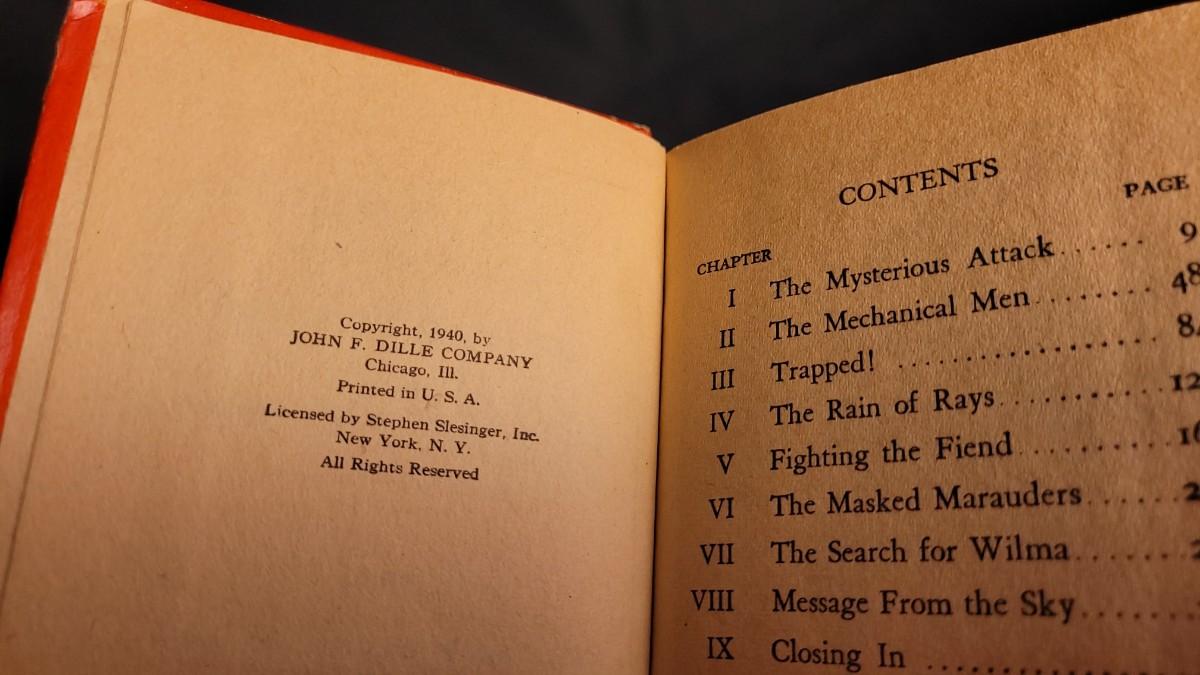 Copyright, 1940, by
JOHN F. DILLE COMPANY
Chicago, Ill.
Printed in U. S. A.
Licensed by Stephen Slesinger, Inc.
New York, N. Y.
All Rights Reserved
CONTENTS
CHAPTER PAGE
I The Mysterious Attack...... 9
II The Mechanical Men........ 48
III Trapped! ..................
IV The Rain of Rays...........
V Fighting the Fiend..........
VI The Masked Marauders......
VII The Search for Wilma.......
VIII Message From the Sky.....
IX Closing In ................